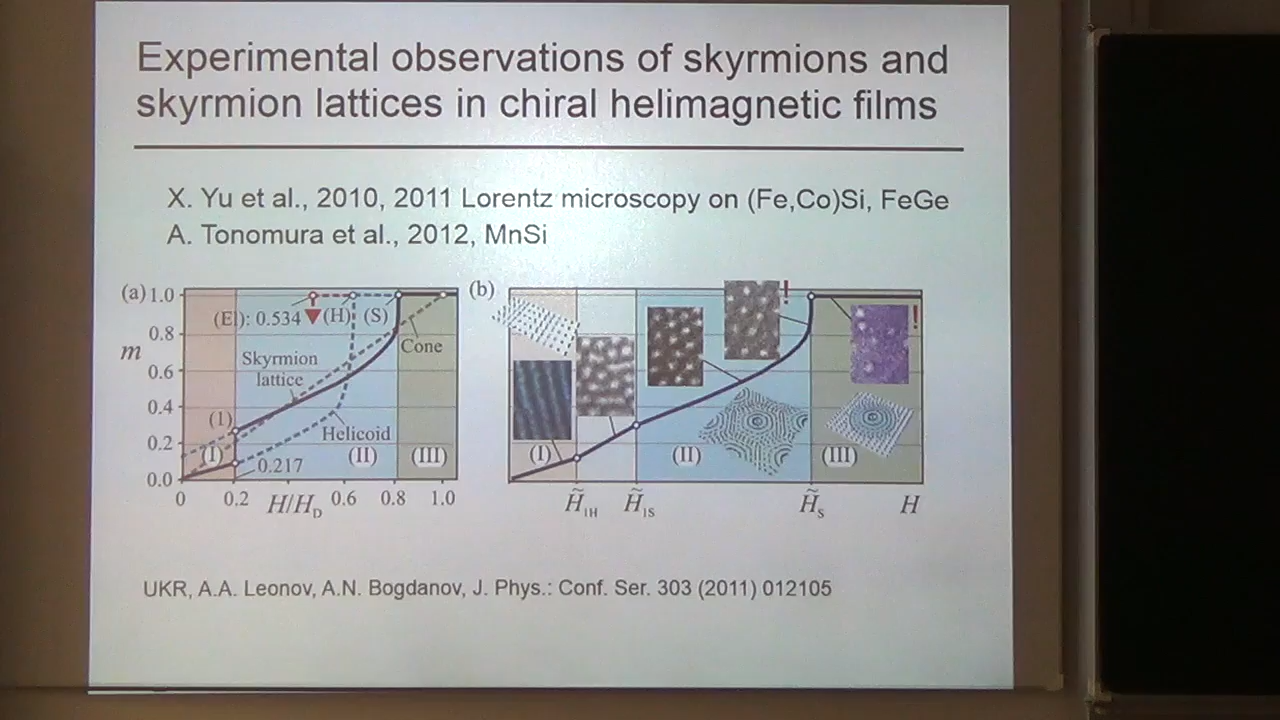 Experimental observations of skyrmions and
skyrmion lattices in chiral helimagnetic films
X. Yu et al., 2010, 2011 Lorentz microscopy on (Fe,Co)Si, FeGe
A. Tonomura et al., 2012, MnSi
(a)
1.0
0.8
m
0.6
0.4
0.2
0.0
(El): 0.534
(H)
(S)
Cone
Skyrmion
lattice
(1)
Helicoid
(I)
0.217
(II)
(III)
0
0.2
H/H_D
0.6
0.8
1.0
(b)
!
!
(I)
(II)
(III)
H̃_1H
H̃_1S
H̃_S
H
UKR, A.A. Leonov, A.N. Bogdanov, J. Phys.: Conf. Ser. 303 (2011) 012105